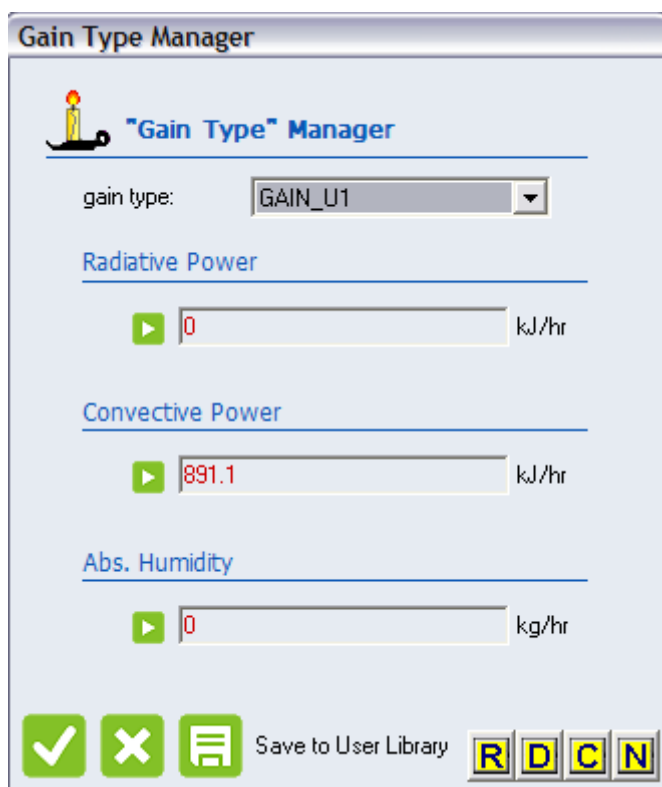 Gain Type Manager
"Gain Type" Manager
gain type: GAIN_U1
Radiative Power
0 kJ/hr
Convective Power
891.1 kJ/hr
Abs. Humidity
0 kg/hr
Save to User Library R D C N